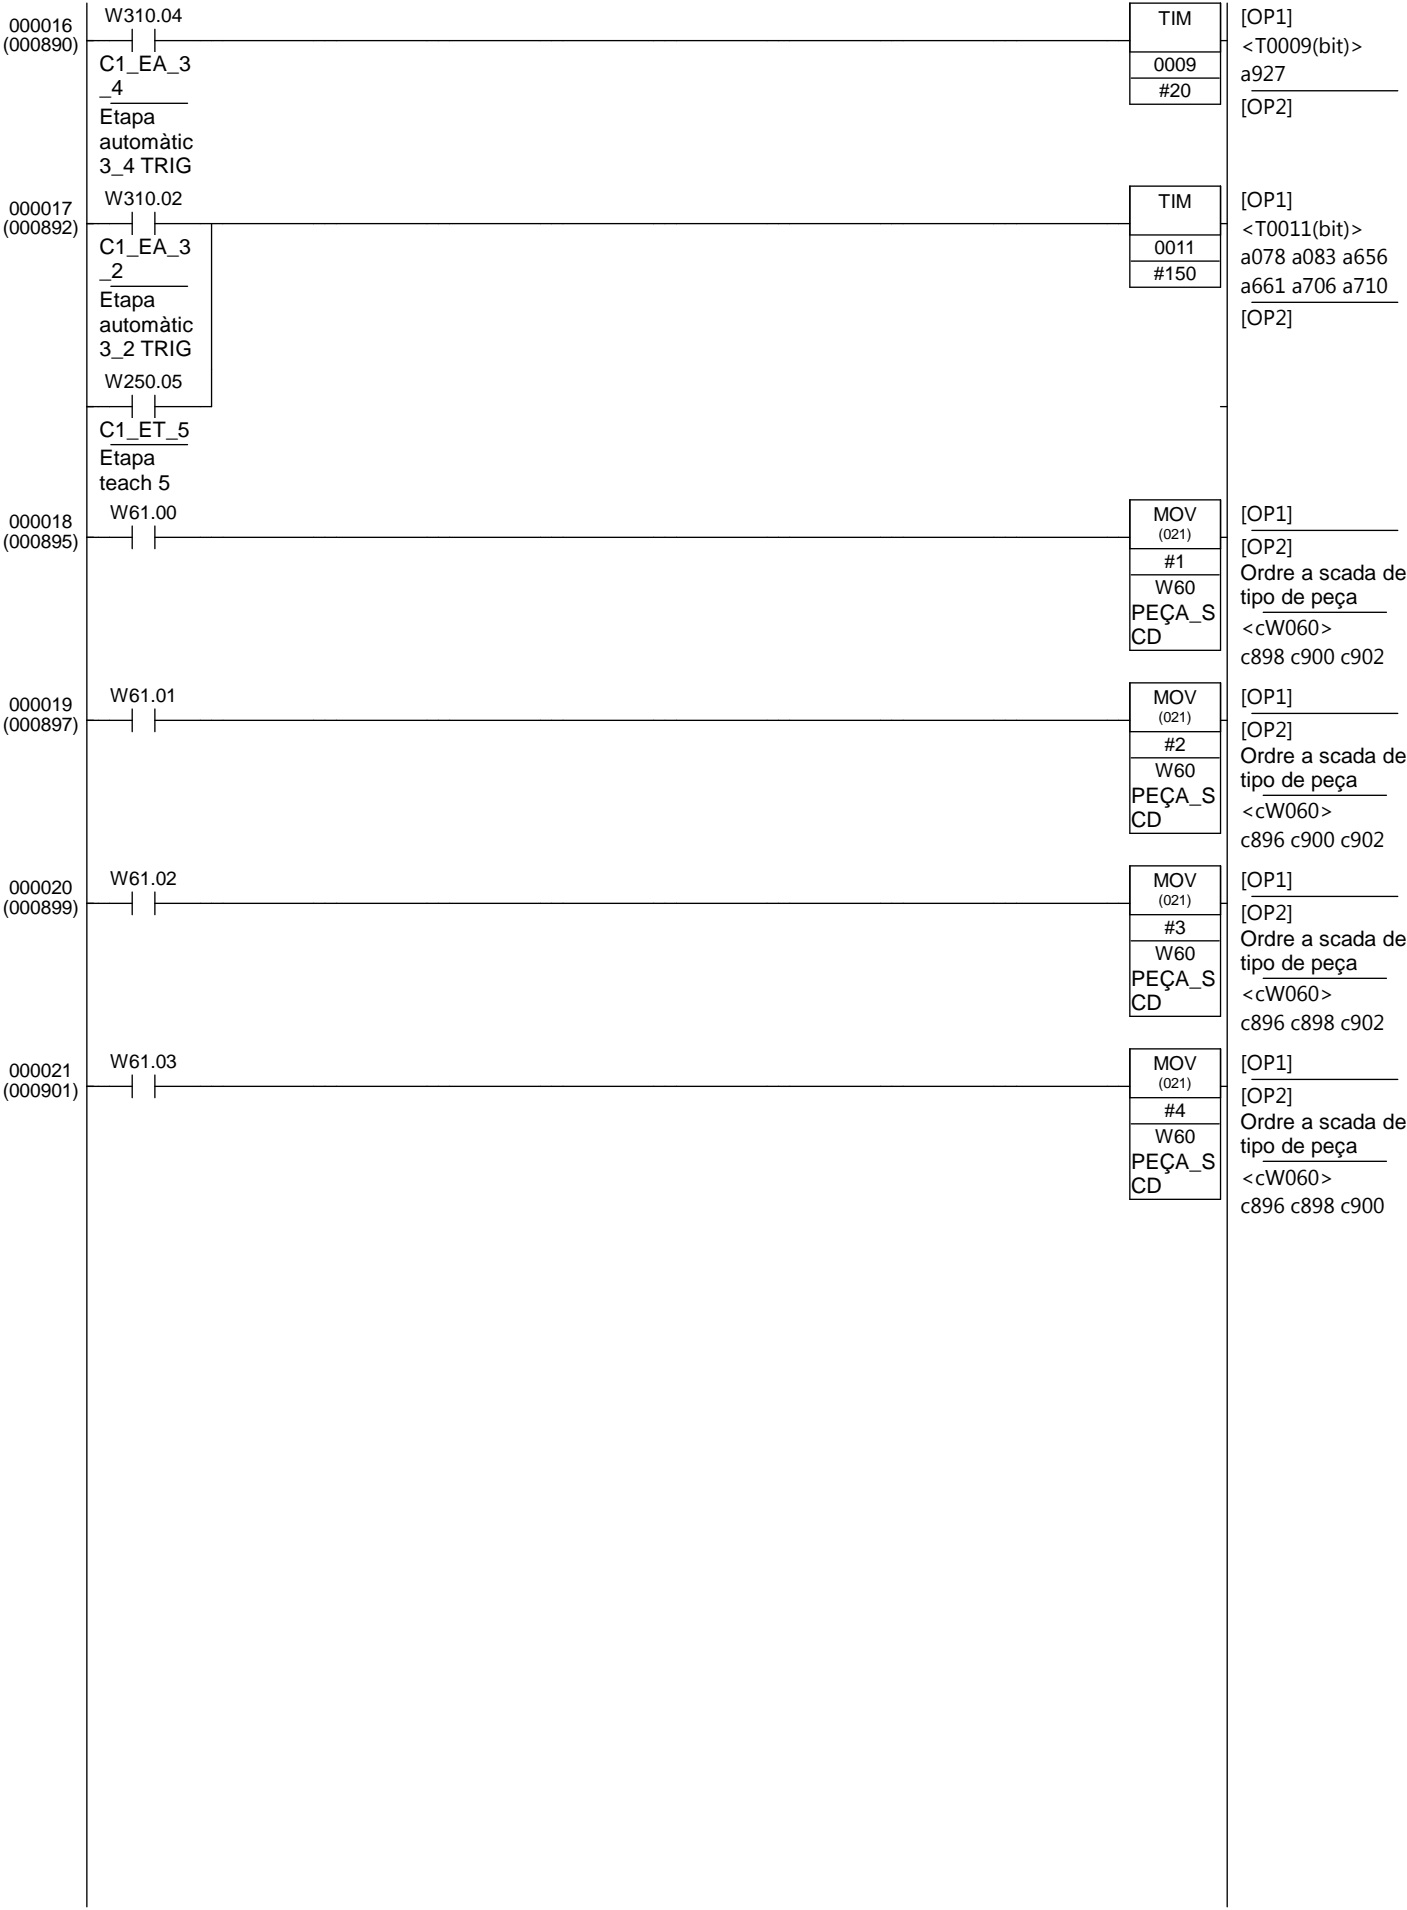 000016
(000890)
W310.04
C1_EA_3
_4
Etapa
automàtic
3_4 TRIG
TIM
0009
#20
[OP1]
<T0009(bit)>
a927
[OP2]
000017
(000892)
W310.02
C1_EA_3
_2
Etapa
automàtic
3_2 TRIG
W250.05
C1_ET_5
Etapa
teach 5
TIM
0011
#150
[OP1]
<T0011(bit)>
a078 a083 a656
a661 a706 a710
[OP2]
000018
(000895)
W61.00
MOV
(021)
#1
W60
PEÇA_S
CD
[OP1]
[OP2]
Ordre a scada de
tipo de peça
<cW060>
c898 c900 c902
000019
(000897)
W61.01
MOV
(021)
#2
W60
PEÇA_S
CD
[OP1]
[OP2]
Ordre a scada de
tipo de peça
<cW060>
c896 c900 c902
000020
(000899)
W61.02
MOV
(021)
#3
W60
PEÇA_S
CD
[OP1]
[OP2]
Ordre a scada de
tipo de peça
<cW060>
c896 c898 c902
000021
(000901)
W61.03
MOV
(021)
#4
W60
PEÇA_S
CD
[OP1]
[OP2]
Ordre a scada de
tipo de peça
<cW060>
c896 c898 c900